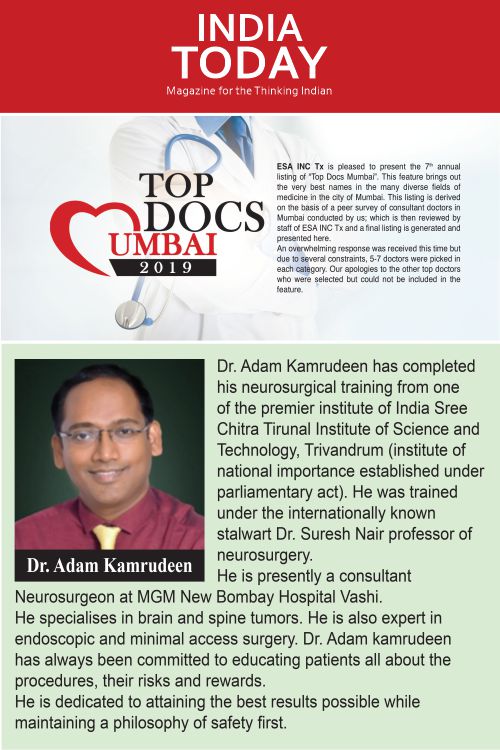 INDIA
TODAY
Magazine for the Thinking Indian
TOP
DOCS
UMBAI
2019
ESA INC Tx is pleased to present the 7th annual
listing of "Top Docs Mumbai". This feature brings out
the very best names in the many diverse fields of
medicine in the city of Mumbai. This listing is derived
on the basis of a peer survey of consultant doctors in
Mumbai conducted by us; which is then reviewed by
staff of ESA INC Tx and a final listing is generated and
presented here.
An overwhelming response was received this time but
due to several constraints, 5-7 doctors were picked in
each category. Our apologies to the other top doctors
who were selected but could not be included in the
feature.
Dr. Adam Kamrudeen has completed
his neurosurgical training from one
of the premier institute of India Sree
Chitra Tirunal Institute of Science and
Technology, Trivandrum (institute of
national importance established under
parliamentary act). He was trained
under the internationally known
stalwart Dr. Suresh Nair professor of
neurosurgery.
Dr. Adam Kamrudeen
He is presently a consultant
Neurosurgeon at MGM New Bombay Hospital Vashi.
He specialises in brain and spine tumors. He is also expert in
endoscopic and minimal access surgery. Dr. Adam kamrudeen
has always been committed to educating patients all about the
procedures, their risks and rewards.
He is dedicated to attaining the best results possible while
maintaining a philosophy of safety first.